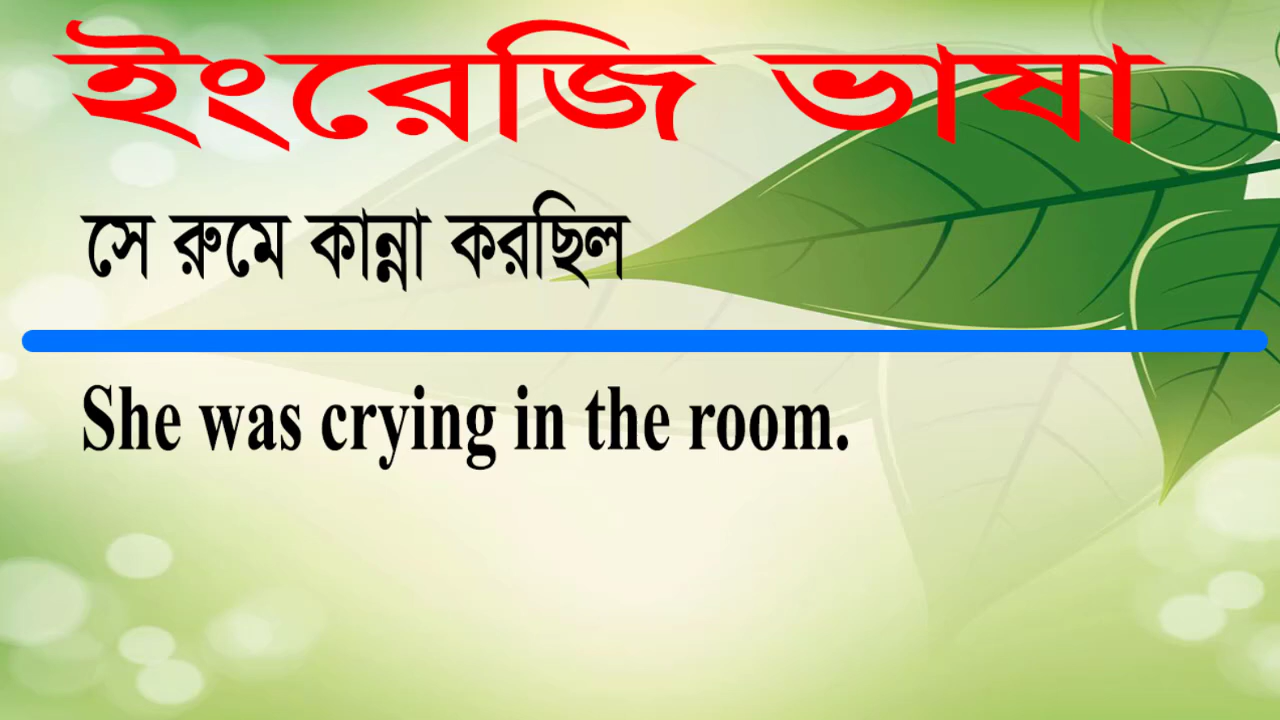 ইংরেজি ভাষা
সে রুমে কান্না করছিল
She was crying in the room.